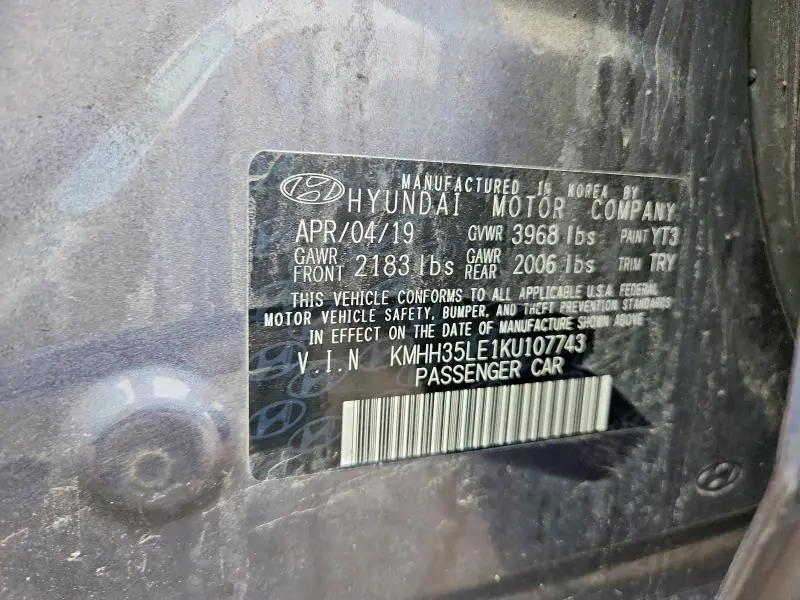 MANUFACTURED IN KOREA BY
HYUNDAI MOTOR COMPANY
APR/04/19 GVWR 3968 lbs PAINT YT3
GAWR FRONT 2183 lbs GAWR REAR 2006 lbs TRIM TRY
THIS VEHICLE CONFORMS TO ALL APPLICABLE U.S.A. FEDERAL
MOTOR VEHICLE SAFETY, BUMPER, AND THEFT PREVENTION STANDARDS
IN EFFECT ON THE DATE OF MANUFACTURE SHOWN ABOVE.
V.I.N KMHH35LE1KU107743
PASSENGER CAR